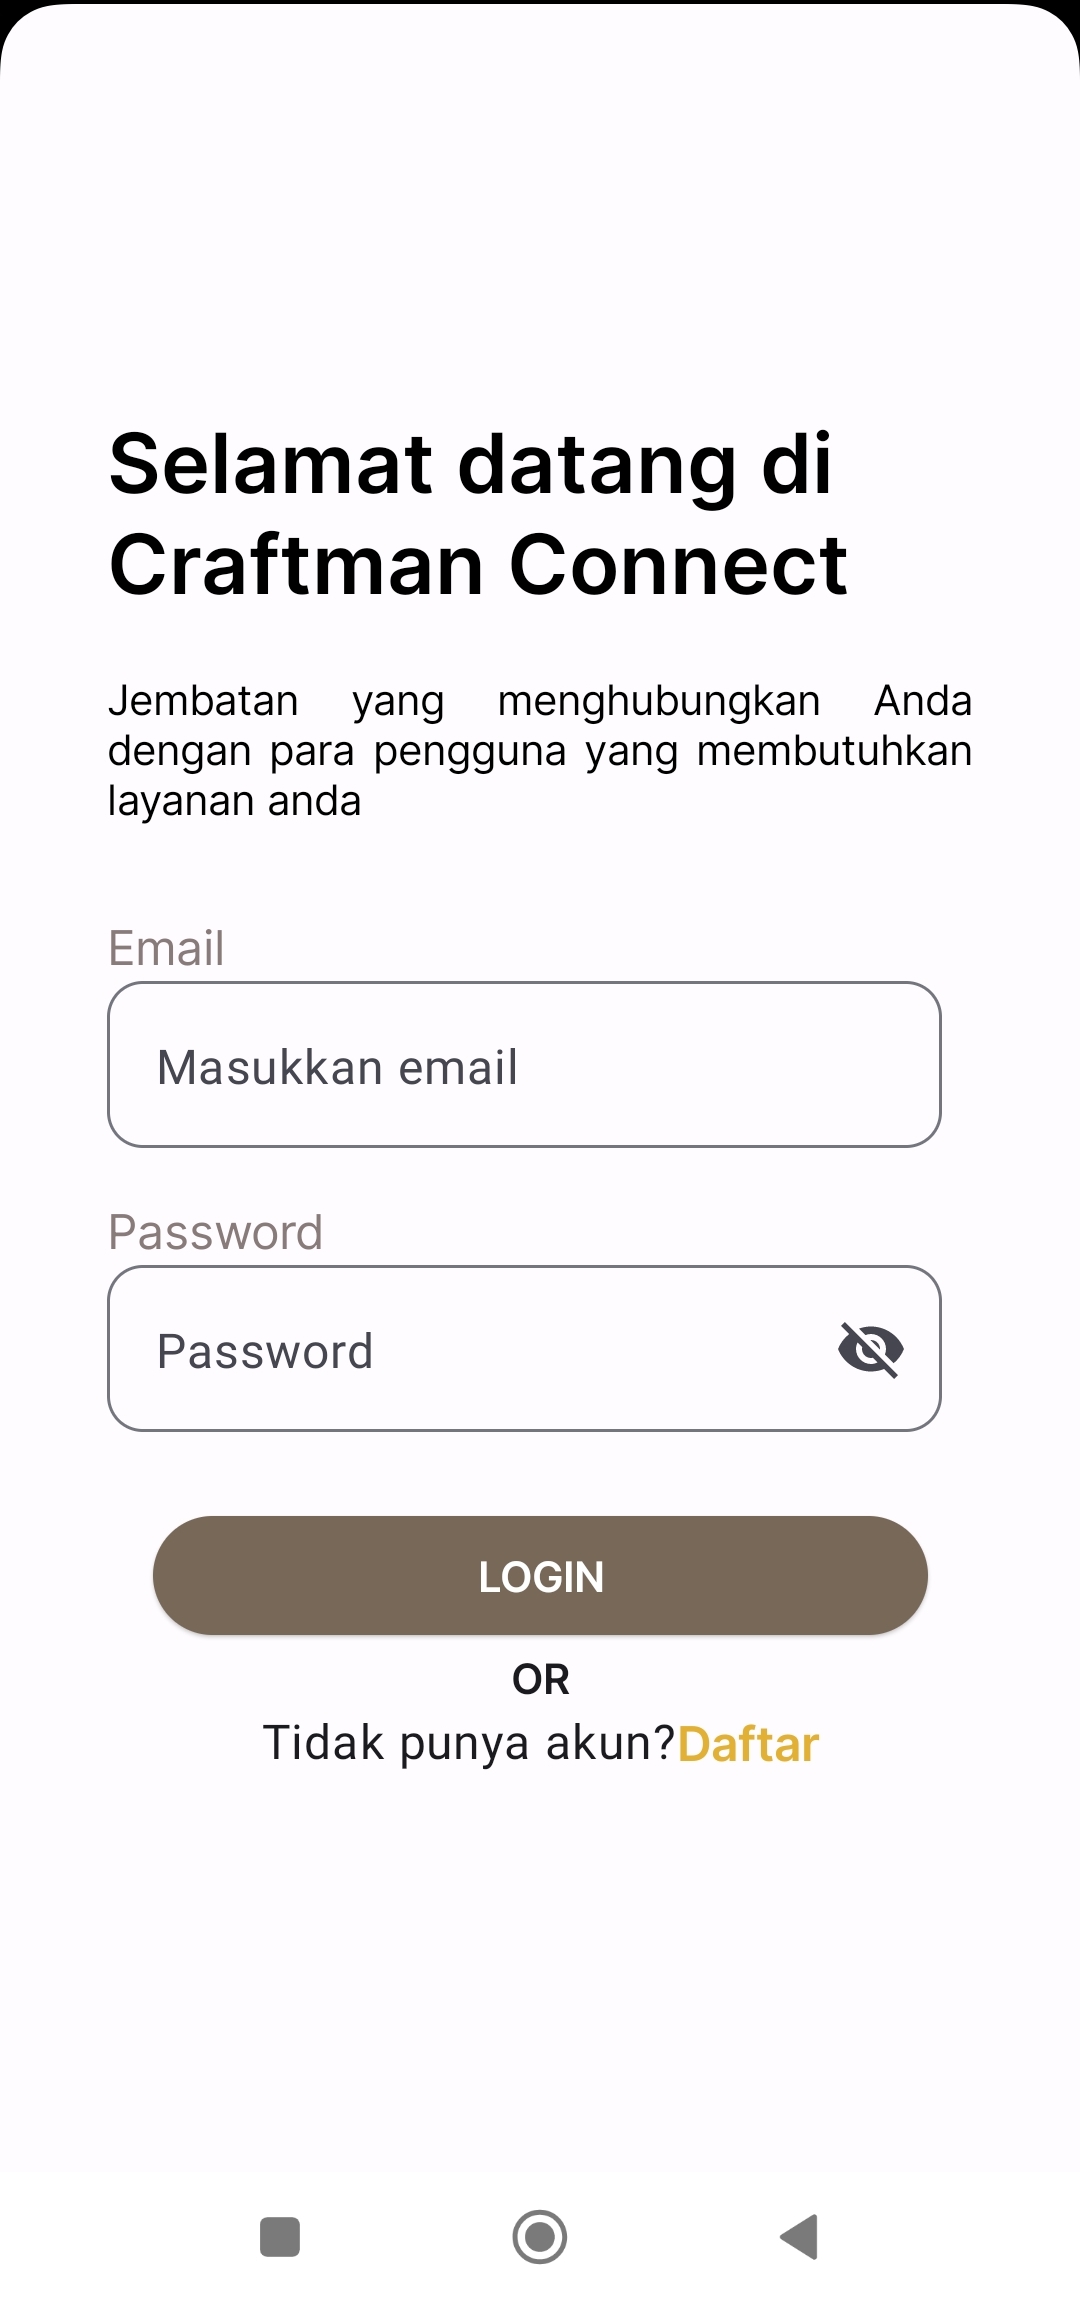 Selamat datang di
Craftman Connect
Jembatan yang menghubungkan Anda
dengan para pengguna yang membutuhkan
layanan anda
Email
Masukkan email
Password
Password
LOGIN
OR
Tidak punya akun?Daftar